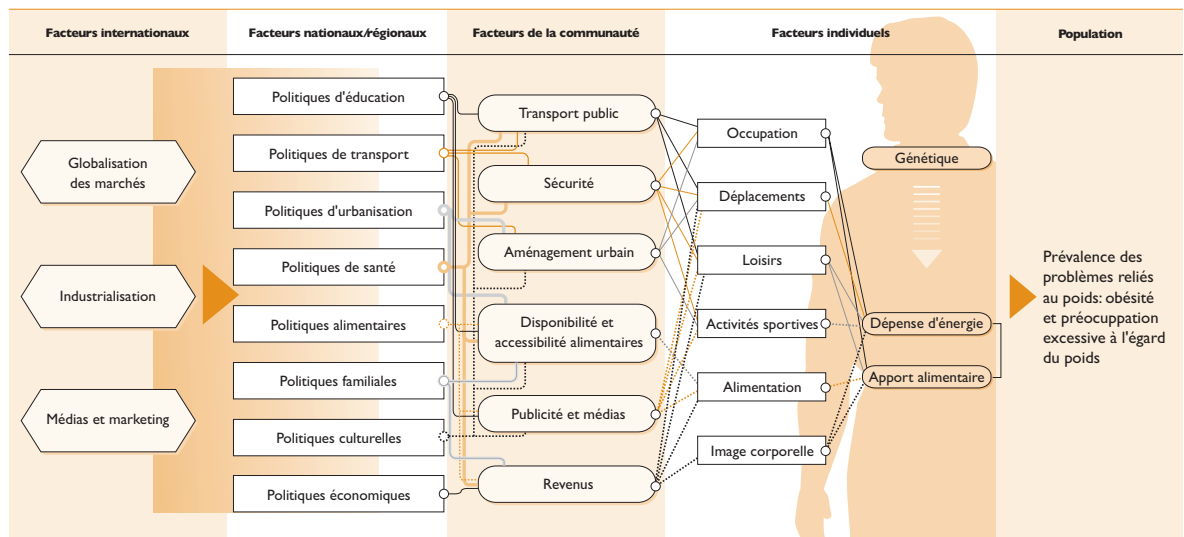 Facteurs internationaux
Facteurs nationaux/régionaux
Facteurs de la communauté
Facteurs individuels
Population
Globalisation
des marchés
Industrialisation
Médias et marketing
Politiques d'éducation
Politiques de transport
Politiques d'urbanisation
Politiques de santé
Politiques alimentaires
Politiques familiales
Politiques culturelles
Politiques économiques
Transport public
Sécurité
Aménagement urbain
Disponibilité et
accessibilité alimentaires
Publicité et médias
Revenus
Occupation
Déplacements
Loisirs
Activités sportives
Alimentation
Image corporelle
Génétique
Dépense d'énergie
Apport alimentaire
Prévalence des
problèmes reliés
au poids: obésité
et préocuppation
excessive à l'égard
du poids